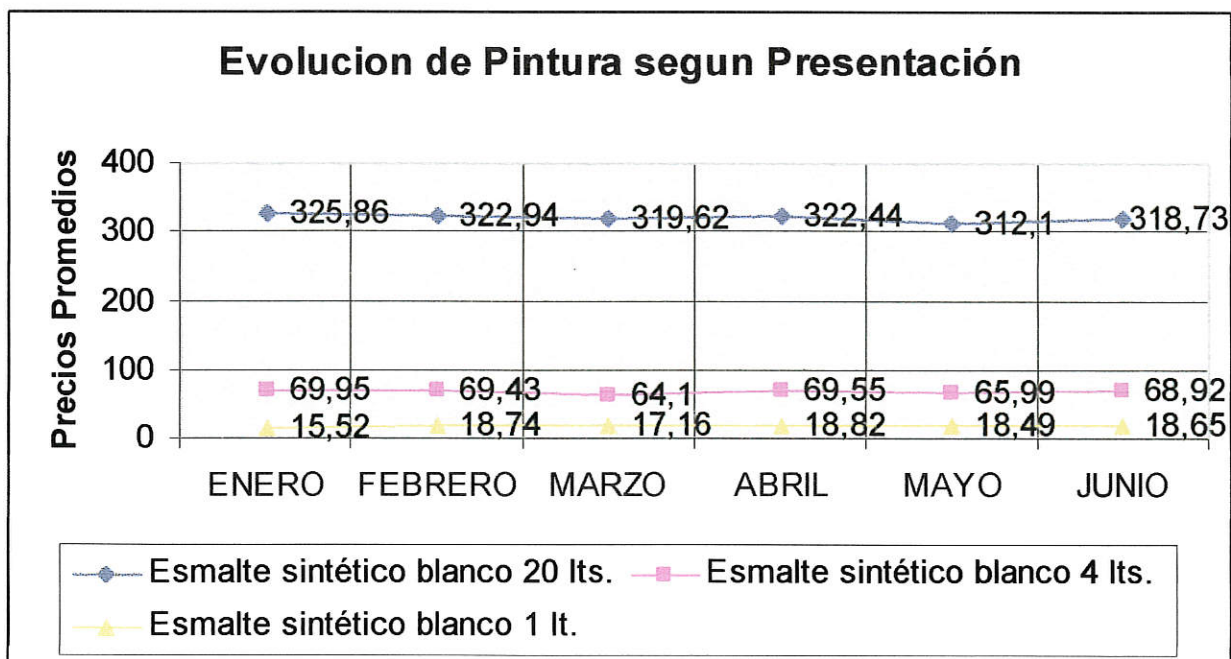 Evolucion de Pintura segun Presentación
Precios Promedios
400
300
200
100
0
325,86 322,94 319,62 322,44 312,1 318,73
69,95 69,43 64,1 69,55 65,99 68,92
15,52 18,74 17,16 18,82 18,49 18,65
ENERO FEBRERO MARZO ABRIL MAYO JUNIO
Esmalte sintético blanco 20 lts. Esmalte sintético blanco 4 lts.
Esmalte sintético blanco 1 lt.